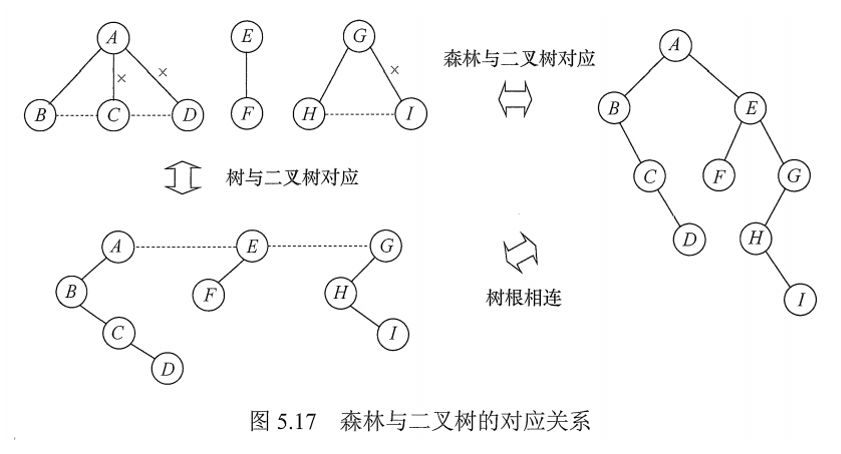 A E G
森林与二叉树对应
A
× × ×
B C D F H I
B E
树与二叉树对应
C F G
A E G
D H
B F H
树根相连
I
C I
D
图 5.17 森林与二叉树的对应关系